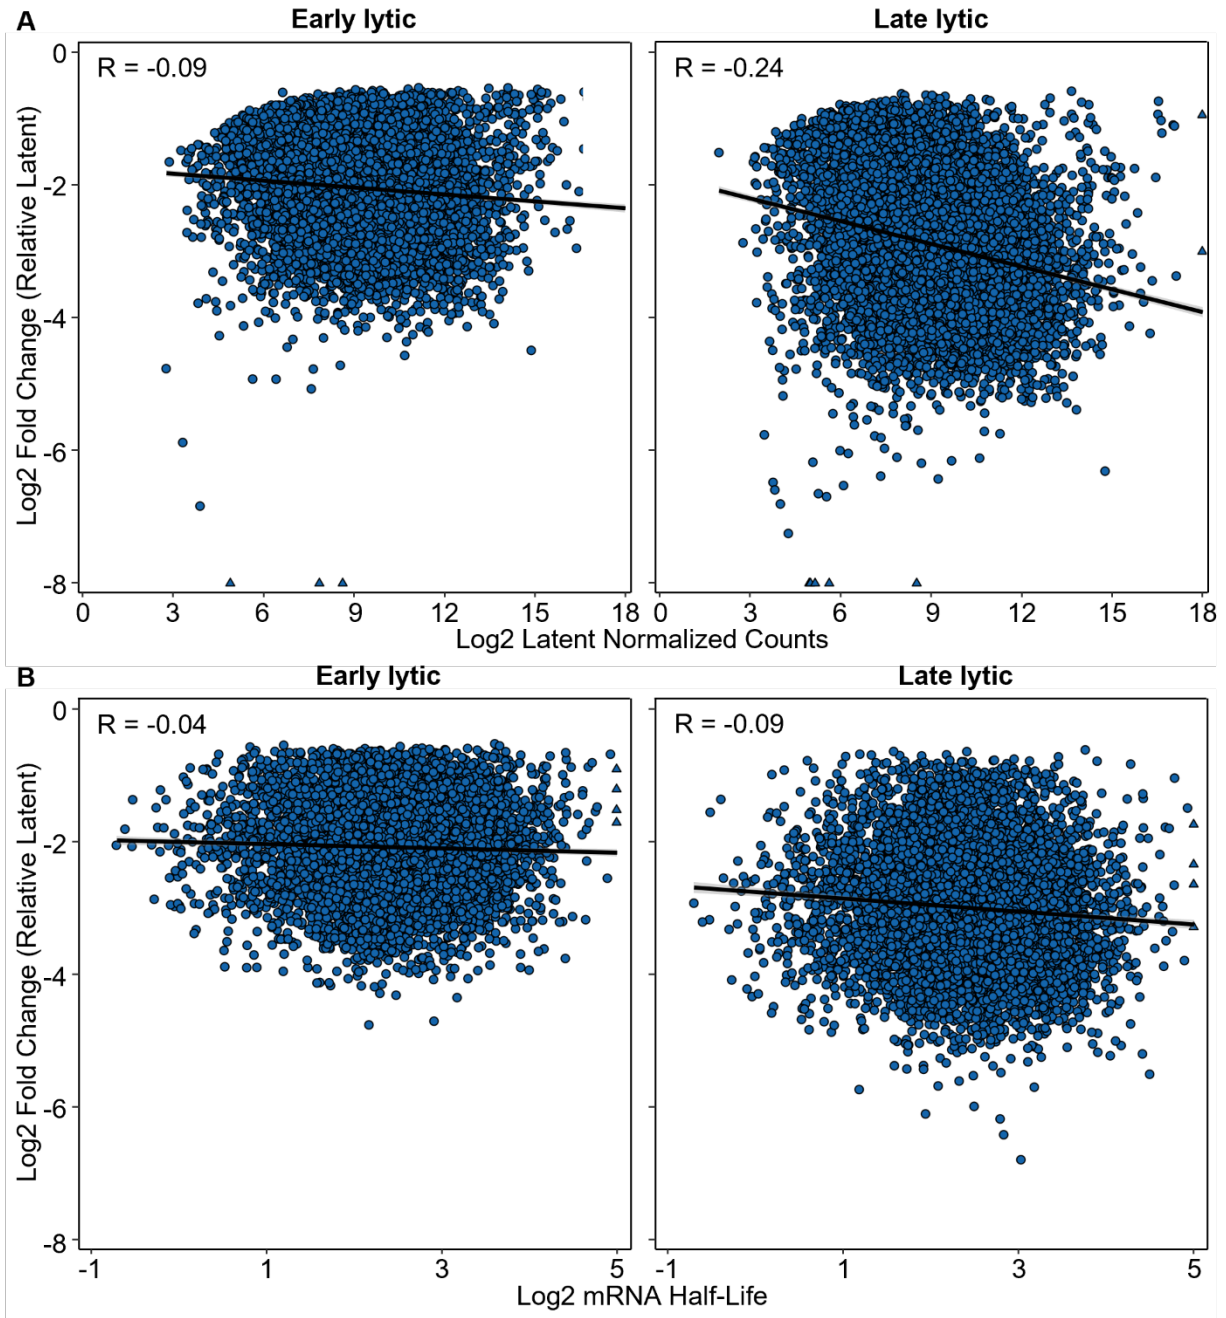 A
Early lytic
Late lytic
R = -0.09
R = -0.24
Log2 Fold Change (Relative Latent)
0
-2
-4
-6
-8
0 3 6 9 12 15 18
0 3 6 9 12 15 18
Log2 Latent Normalized Counts
B
Early lytic
Late lytic
R = -0.04
R = -0.09
Log2 Fold Change (Relative Latent)
0
-2
-4
-6
-8
-1 1 3 5
-1 1 3 5
Log2 mRNA Half-Life